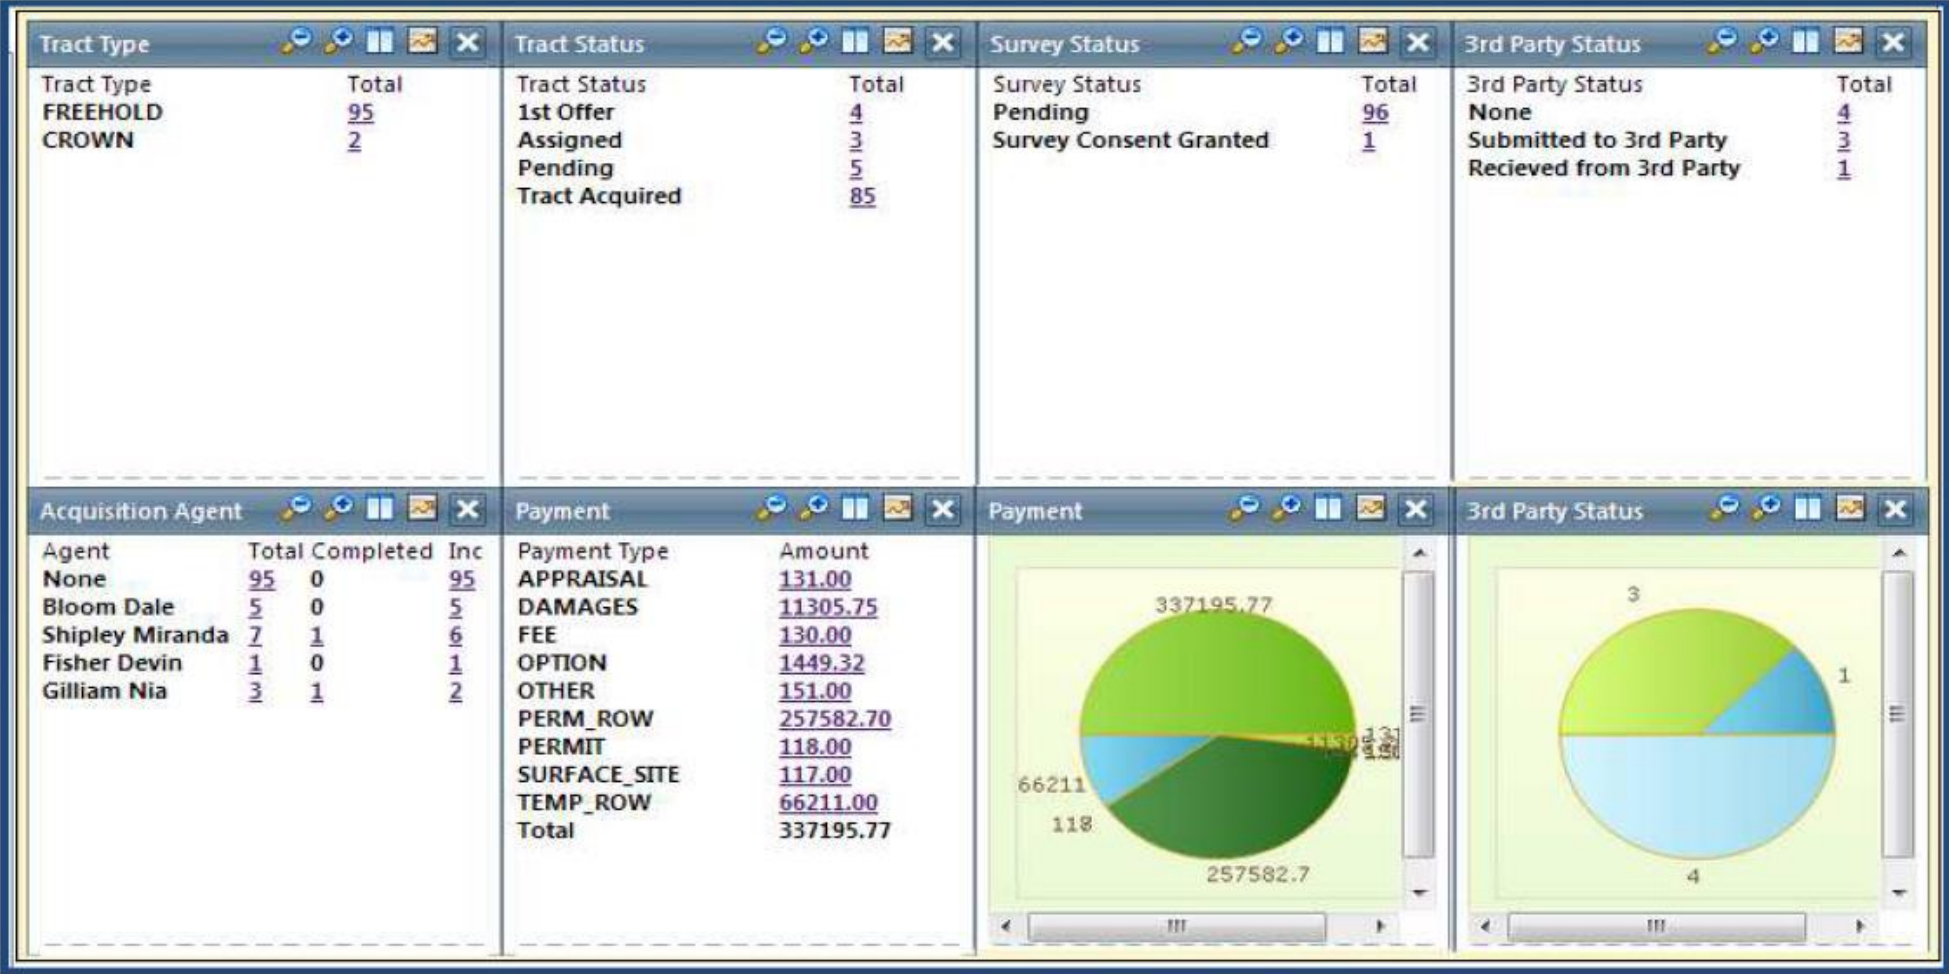 Tract Type
Tract Type Total
FREEHOLD 95
CROWN 2
Tract Status
Tract Status Total
1st Offer 4
Assigned 3
Pending 5
Tract Acquired 85
Survey Status
Survey Status Total
Pending 96
Survey Consent Granted 1
3rd Party Status
3rd Party Status Total
None 4
Submitted to 3rd Party 3
Recieved from 3rd Party 1
Acquisition Agent
Agent Total Completed Inc
None 95 0 95
Bloom Dale 5 0 5
Shipley Miranda 7 1 6
Fisher Devin 1 0 1
Gilliam Nia 3 1 2
Payment
Payment Type Amount
APPRAISAL 131.00
DAMAGES 11305.75
FEE 130.00
OPTION 1449.32
OTHER 151.00
PERM_ROW 257582.70
PERMIT 118.00
SURFACE_SITE 117.00
TEMP_ROW 66211.00
Total 337195.77
Payment
337195.77
66211
118
257582.7
3rd Party Status
3
1
4